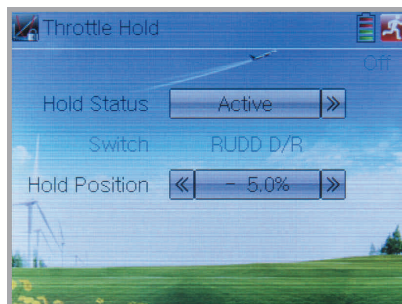 Throttle Hold
Off
Hold Status Active »
Switch RUDD D/R
Hold Position « - 5.0% »